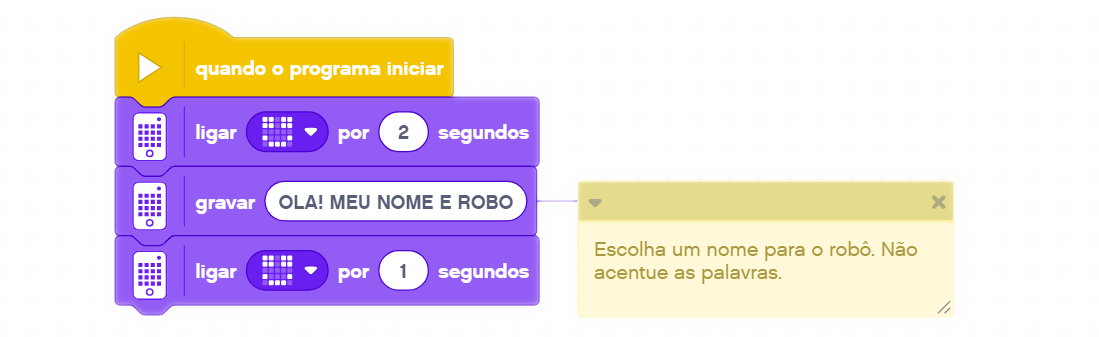 quando o programa iniciar
ligar por 2 segundos
gravar OLA! MEU NOME E ROBO
Escolha um nome para o robô. Não
acentue as palavras.
ligar por 1 segundos